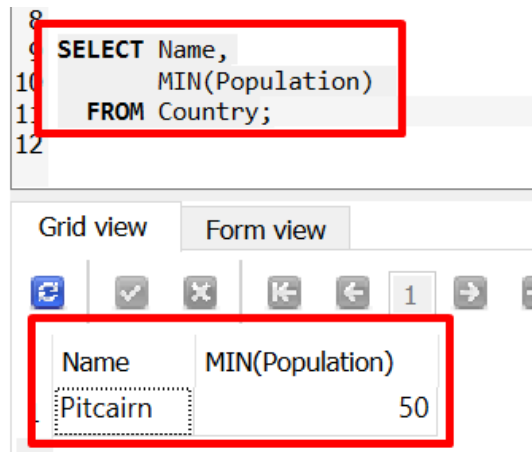 8
9 SELECT Name,
10 MIN(Population)
11 FROM Country;
12
Grid view Form view
1
Name MIN(Population)
Pitcairn 50